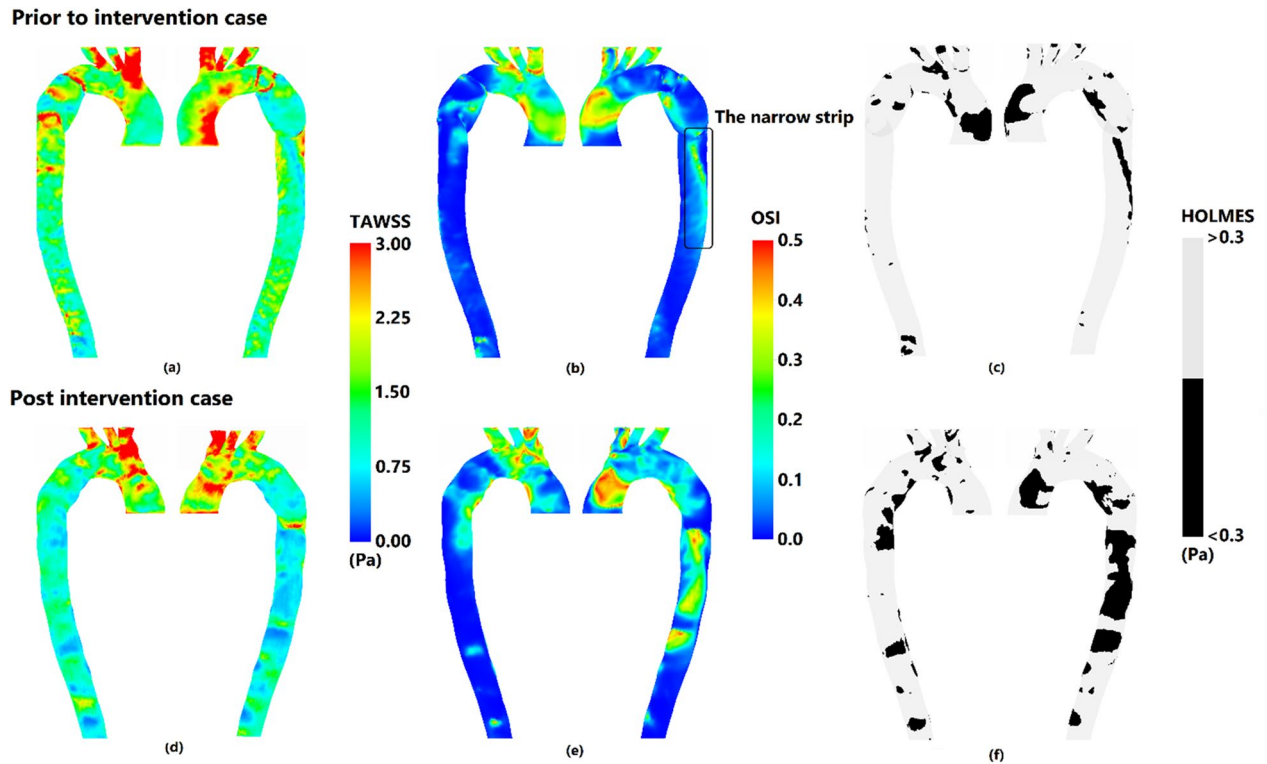 Prior to intervention case
The narrow strip
TAWSS
3.00
2.25
1.50
0.75
0.00
(Pa)
OSI
0.5
0.4
0.3
0.2
0.1
0.0
HOLMES
>0.3
<0.3
(Pa)
(a)
(b)
(c)
Post intervention case
(d)
(e)
(f)